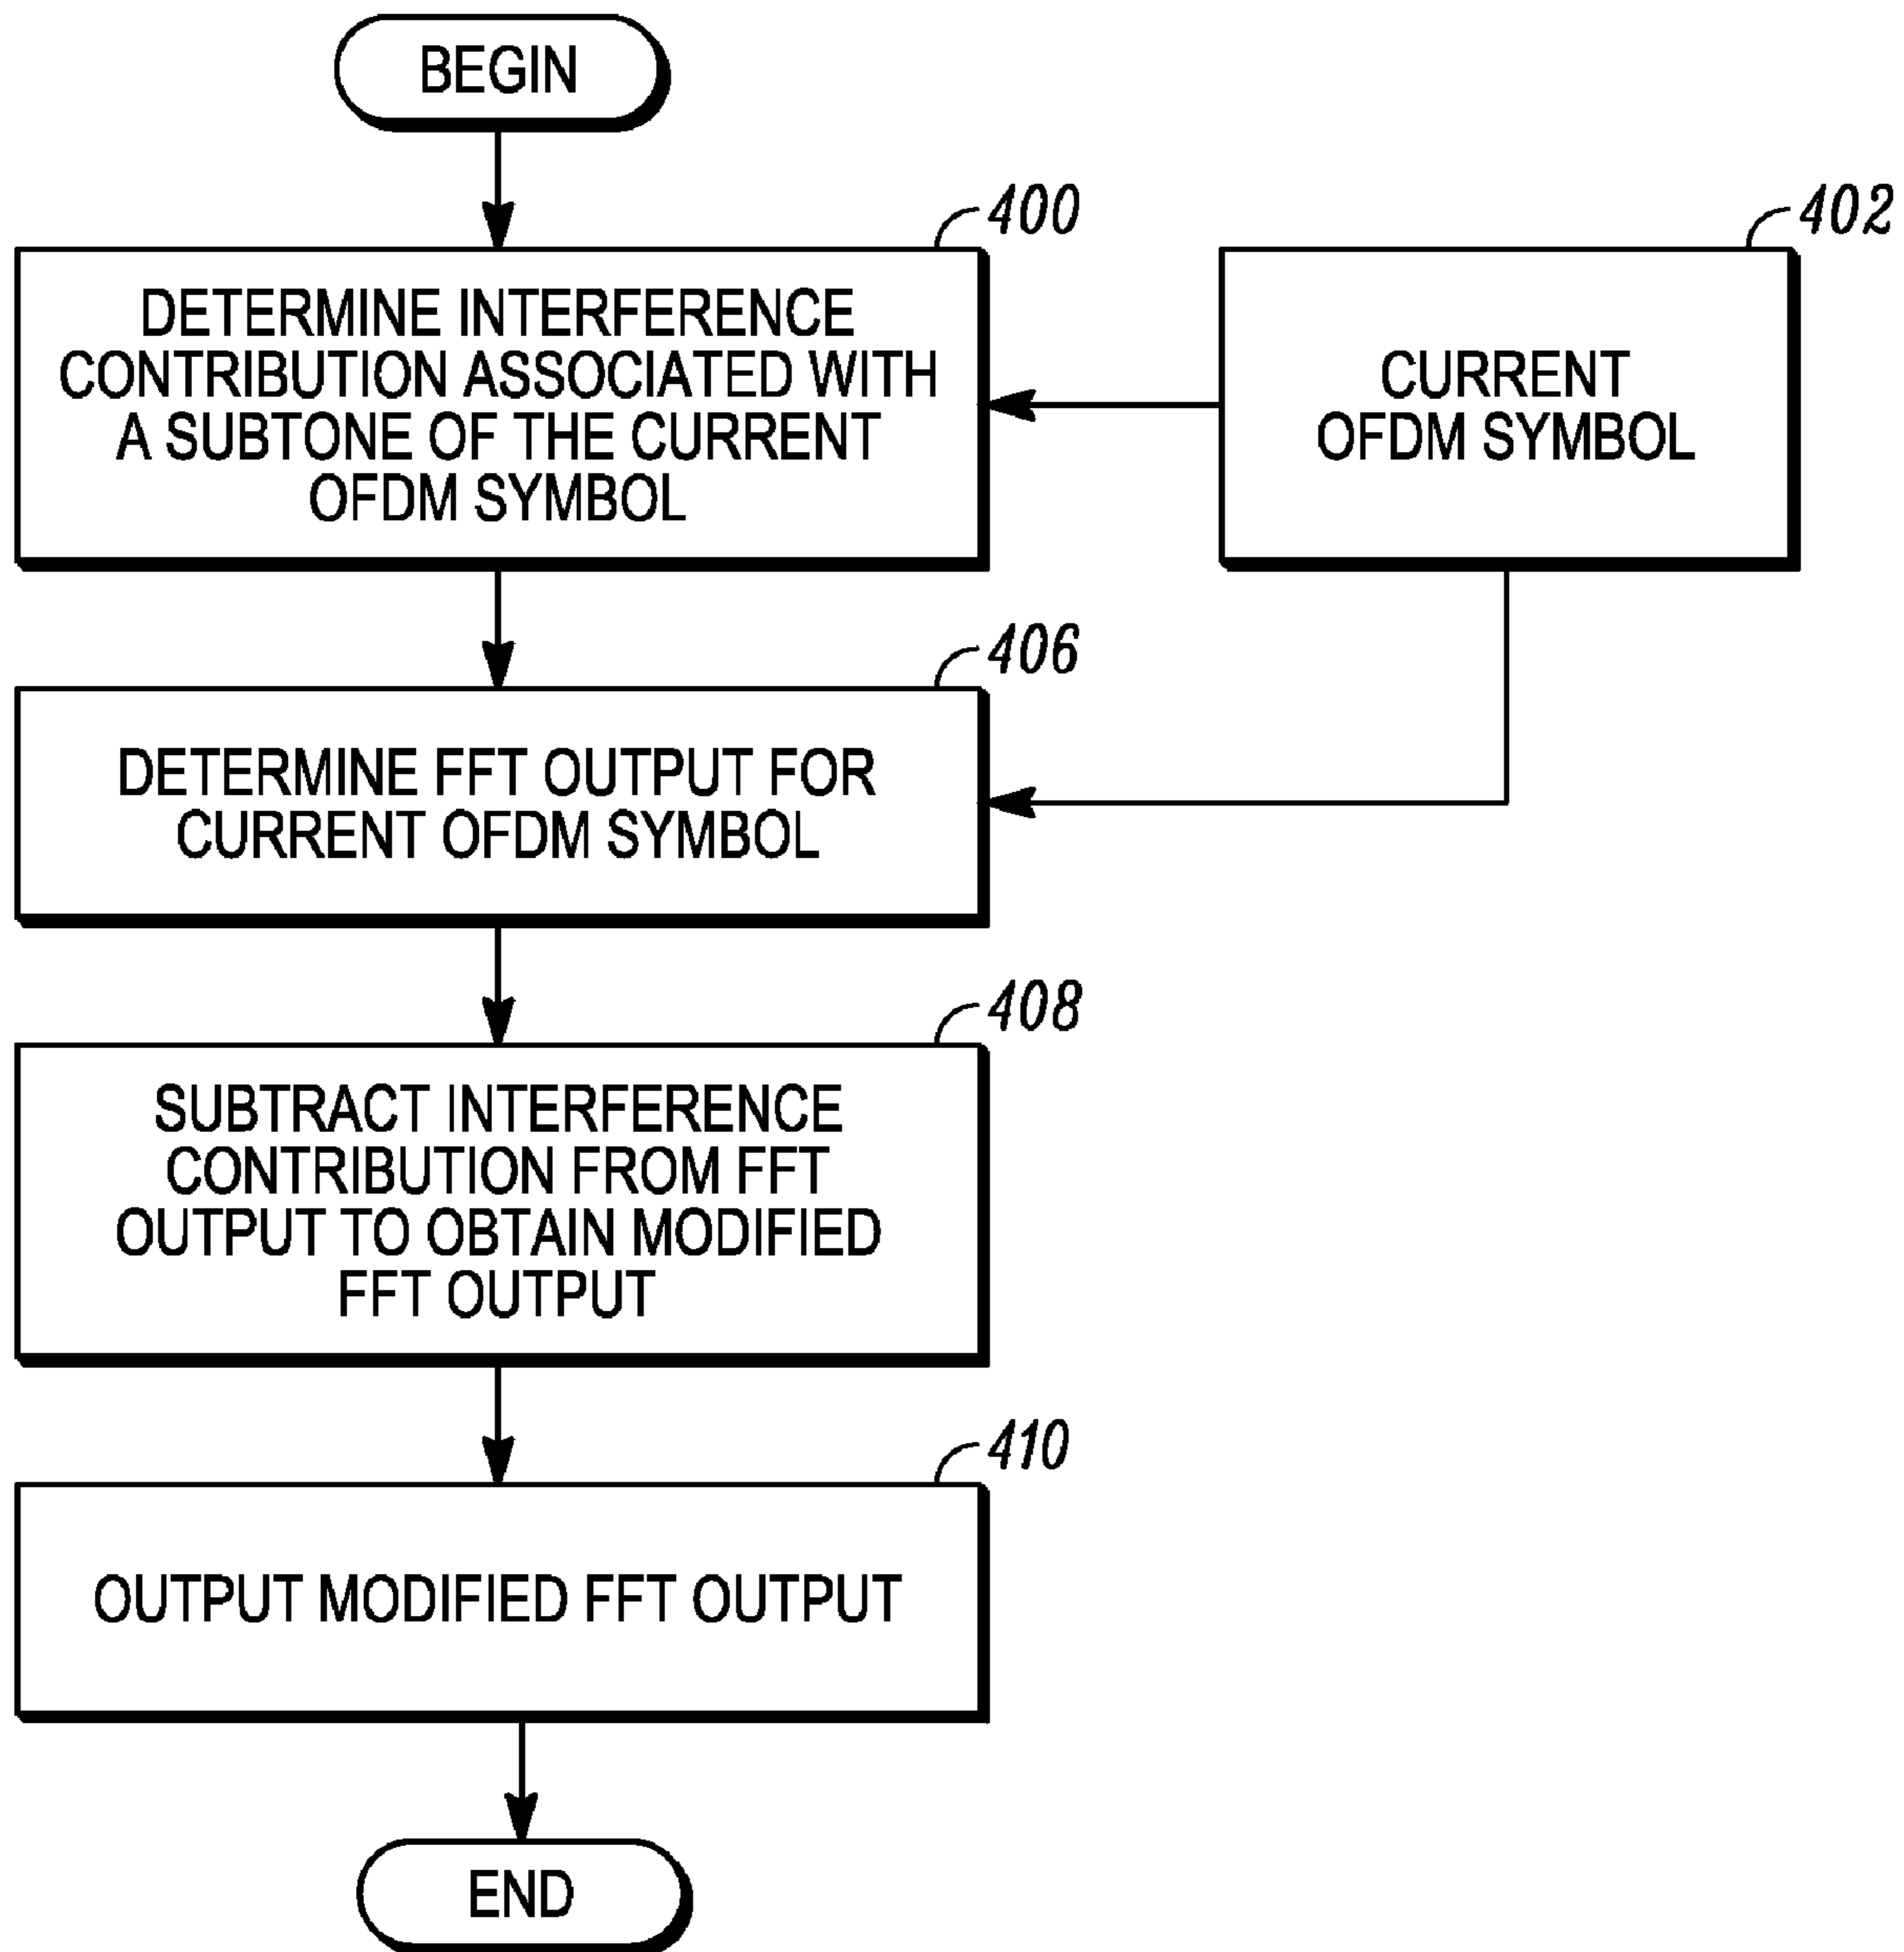 BEGIN
400
DETERMINE INTERFERENCE
CONTRIBUTION ASSOCIATED WITH
A SUBTONE OF THE CURRENT
OFDM SYMBOL
402
CURRENT
OFDM SYMBOL
406
DETERMINE FFT OUTPUT FOR
CURRENT OFDM SYMBOL
408
SUBTRACT INTERFERENCE
CONTRIBUTION FROM FFT
OUTPUT TO OBTAIN MODIFIED
FFT OUTPUT
410
OUTPUT MODIFIED FFT OUTPUT
END